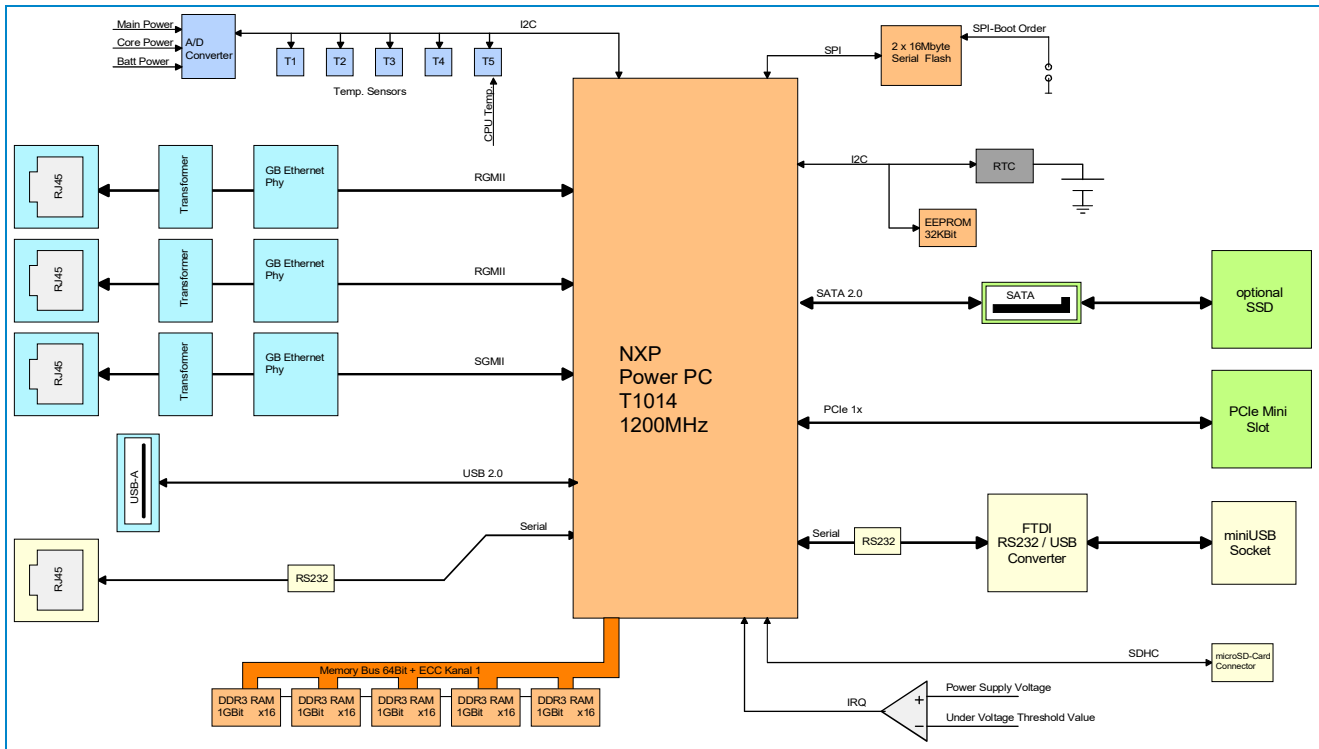 Main Power
Core Power
Batt Power
A/D
Converter
I2C
T1
T2
T3
T4
T5
Temp. Sensors
CPU Temp.
SPI
2 x 16Mbyte
Serial Flash
SPI-Boot Order
I2C
RTC
EEPROM
32KBit
RJ45
Transformer
GB Ethernet
Phy
RGMII
RJ45
Transformer
GB Ethernet
Phy
RGMII
RJ45
Transformer
GB Ethernet
Phy
SGMII
NXP
Power PC
T1014
1200MHz
SATA 2.0
SATA
optional
SSD
PCIe 1x
PCIe Mini
Slot
USB-A
USB 2.0
Serial
RJ45
RS232
Serial
RS232
FTDI
RS232 / USB
Converter
miniUSB
Socket
Memory Bus 64Bit + ECC Kanal 1
DDR3 RAM
1GBit x16
DDR3 RAM
1GBit x16
DDR3 RAM
1GBit x16
DDR3 RAM
1GBit x16
DDR3 RAM
1GBit x16
SDHC
microSD-Card
Connector
IRQ
+
−
Power Supply Voltage
Under Voltage Threshold Value